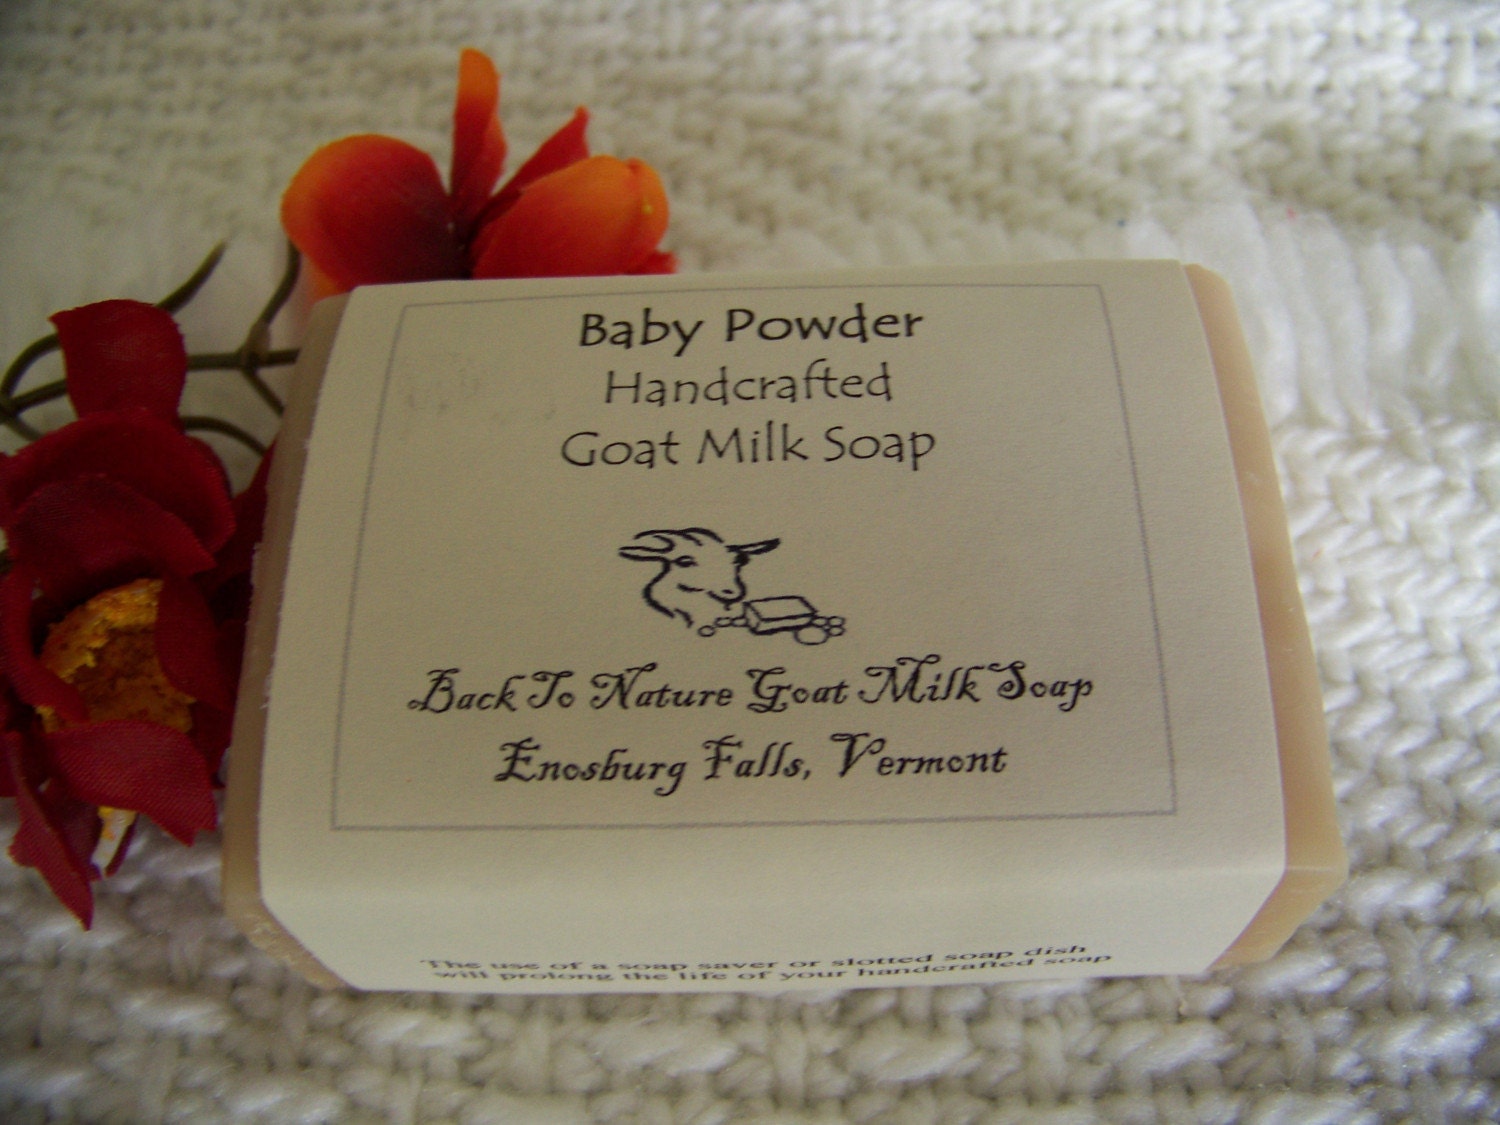 Baby Powder
Handcrafted
Goat Milk Soap
Back To Nature Goat Milk Soap
Enosburg Falls, Vermont
The use of a soap saver or slotted soap dish
will prolong the life of your handcrafted soap